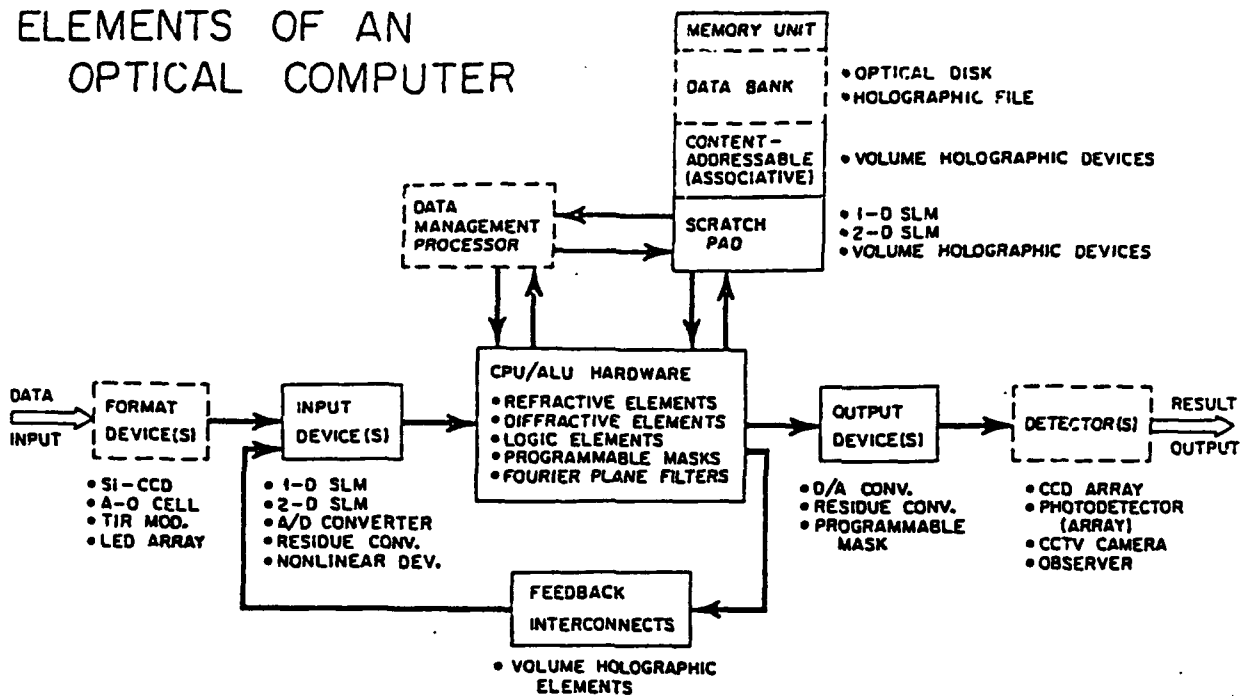 ELEMENTS OF AN
OPTICAL COMPUTER
MEMORY UNIT
DATA BANK
• OPTICAL DISK
• HOLOGRAPHIC FILE
CONTENT-
ADDRESSABLE
(ASSOCIATIVE)
• VOLUME HOLOGRAPHIC DEVICES
SCRATCH
PAD
• 1-D SLM
• 2-D SLM
• VOLUME HOLOGRAPHIC DEVICES
DATA
MANAGEMENT
PROCESSOR
DATA
INPUT
FORMAT
DEVICE(S)
• Si-CCD
• A-O CELL
• TIR MOD.
• LED ARRAY
INPUT
DEVICE(S)
• 1-D SLM
• 2-D SLM
• A/D CONVERTER
• RESIDUE CONV.
• NONLINEAR DEV.
CPU/ALU HARDWARE
• REFRACTIVE ELEMENTS
• DIFFRACTIVE ELEMENTS
• LOGIC ELEMENTS
• PROGRAMMABLE MASKS
• FOURIER PLANE FILTERS
OUTPUT
DEVICE(S)
• D/A CONV.
• RESIDUE CONV.
• PROGRAMMABLE
MASK
DETECTOR(S)
• CCD ARRAY
• PHOTODETECTOR
(ARRAY)
• CCTV CAMERA
• OBSERVER
RESULT
OUTPUT
FEEDBACK
INTERCONNECTS
• VOLUME HOLOGRAPHIC
ELEMENTS